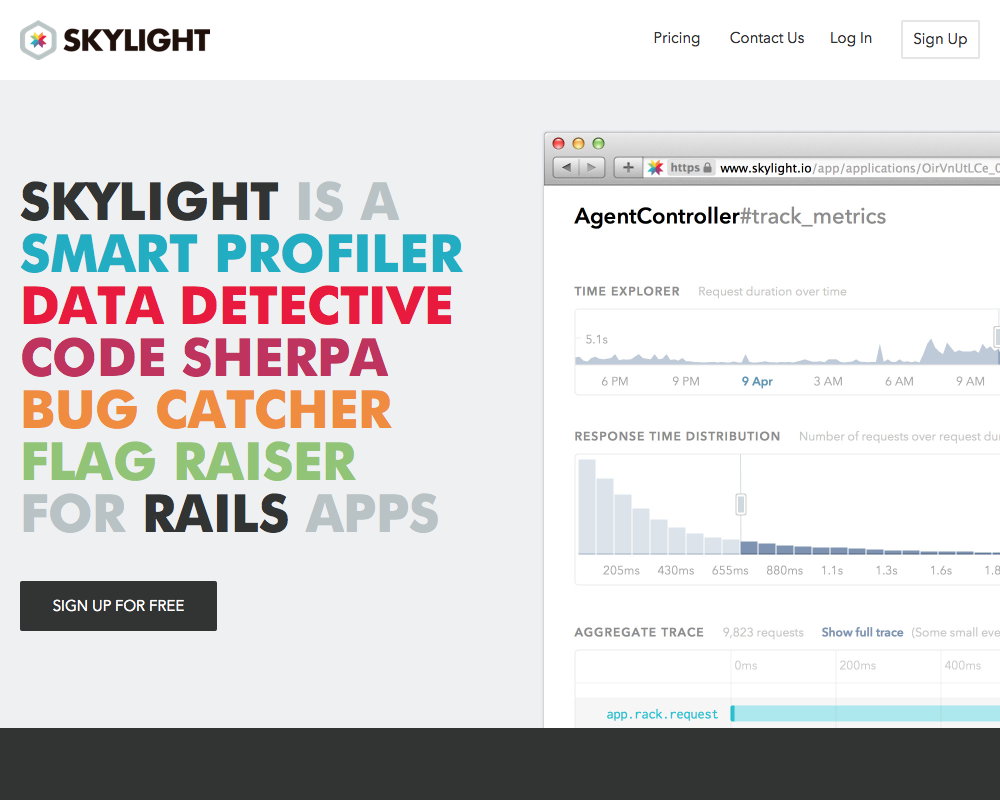 SKYLIGHT
Pricing Contact Us Log In Sign Up
SKYLIGHT IS A
SMART PROFILER
DATA DETECTIVE
CODE SHERPA
BUG CATCHER
FLAG RAISER
FOR RAILS APPS
SIGN UP FOR FREE
https www.skylight.io/app/applications/OirVnUtLCe_
AgentController#track_metrics
TIME EXPLORER Request duration over time
5.1s
6 PM 9 PM 9 Apr 3 AM 6 AM 9 AM
RESPONSE TIME DISTRIBUTION Number of requests over request
205ms 430ms 655ms 880ms 1.1s 1.3s 1.6s 1.8
AGGREGATE TRACE 9,823 requests Show full trace (Some small
0ms 200ms 400ms
app.rack.request